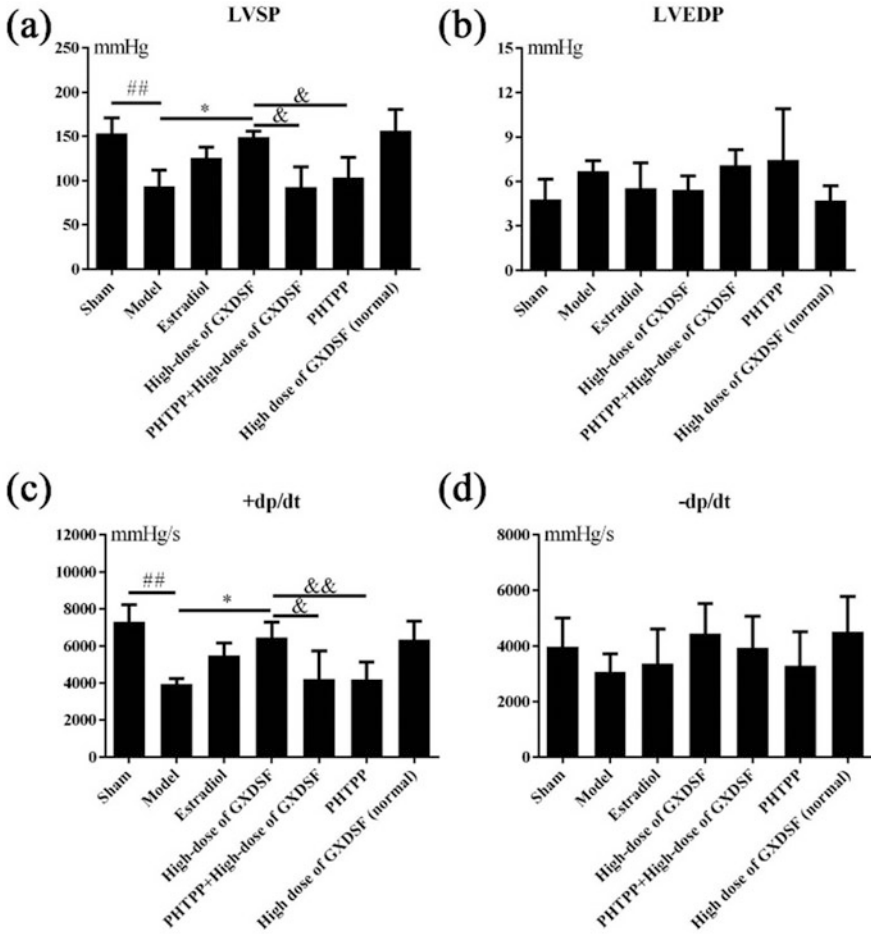 (a)
LVSP
mmHg
250
200
150
100
50
0
##
*
&
&
Sham
Model
Estradiol
High-dose of GXDSF
PHTPP+High-dose of GXDSF
PHTPP
High dose of GXDSF (normal)
(b)
LVEDP
mmHg
15
12
9
6
3
0
Sham
Model
Estradiol
High-dose of GXDSF
PHTPP+High-dose of GXDSF
PHTPP
High dose of GXDSF (normal)
(c)
+dp/dt
mmHg/s
12000
10000
8000
6000
4000
2000
0
##
*
&&
&
Sham
Model
Estradiol
High-dose of GXDSF
PHTPP+High-dose of GXDSF
PHTPP
High dose of GXDSF (normal)
(d)
-dp/dt
mmHg/s
8000
6000
4000
2000
0
Sham
Model
Estradiol
High-dose of GXDSF
PHTPP+High-dose of GXDSF
PHTPP
High dose of GXDSF (normal)